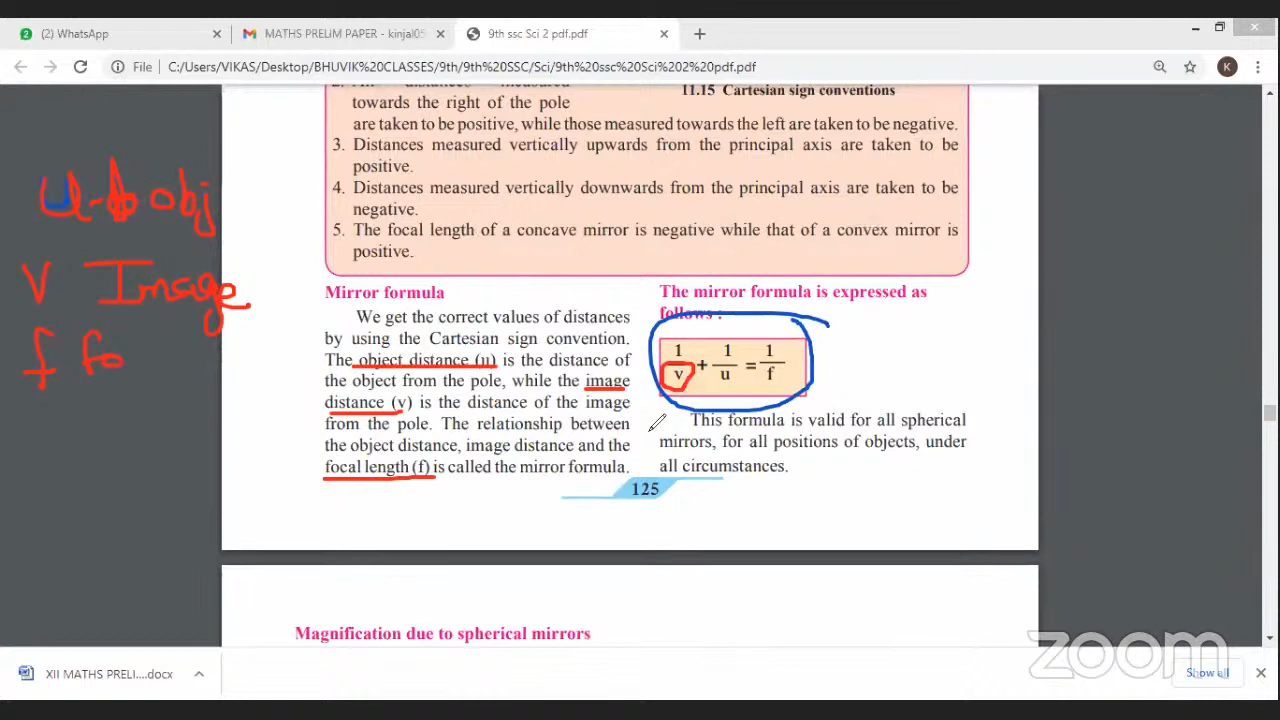 (2) WhatsApp
MATHS PRELIM PAPER - kinjal05
9th ssc Sci 2 pdf.pdf
File
C:/Users/VIKAS/Desktop/BHUVIK%20CLASSES/9th/9th%20SSC/Sci/9th%20ssc%20Sci%202%20pdf.pdf
K
11.15 Cartesian sign conventions
towards the right of the pole
are taken to be positive, while those measured towards the left are taken to be negative.
3. Distances measured vertically upwards from the principal axis are taken to be
positive.
4. Distances measured vertically downwards from the principal axis are taken to be
negative.
5. The focal length of a concave mirror is negative while that of a convex mirror is
positive.
u - obj
v Image
f fo
Mirror formula
We get the correct values of distances
by using the Cartesian sign convention.
The object distance (u) is the distance of
the object from the pole, while the image
distance (v) is the distance of the image
from the pole. The relationship between
the object distance, image distance and the
focal length (f) is called the mirror formula.
The mirror formula is expressed as
follows :
1/v + 1/u = 1/f
This formula is valid for all spherical
mirrors, for all positions of objects, under
all circumstances.
125
Magnification due to spherical mirrors
zoom
XII MATHS PRELI....docx
Show all